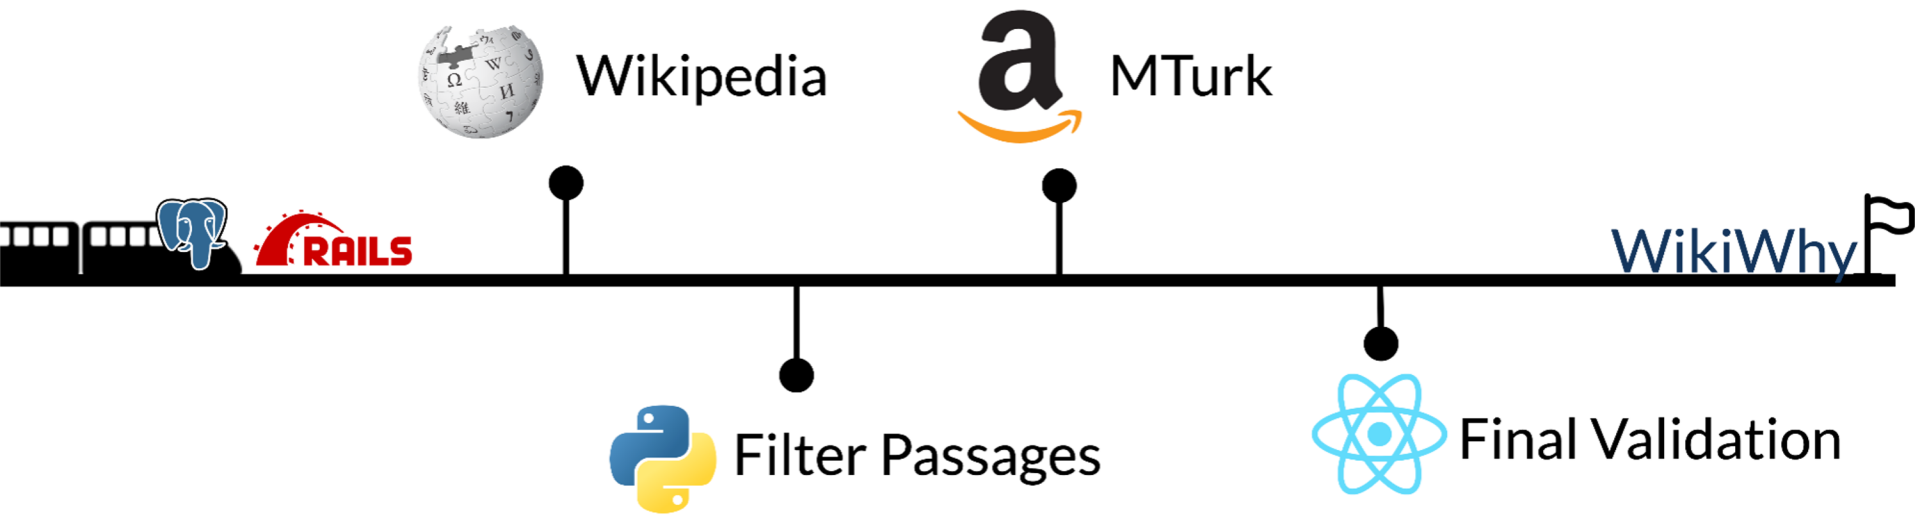 Wikipedia
MTurk
RAILS
WikiWhy
Filter Passages
Final Validation